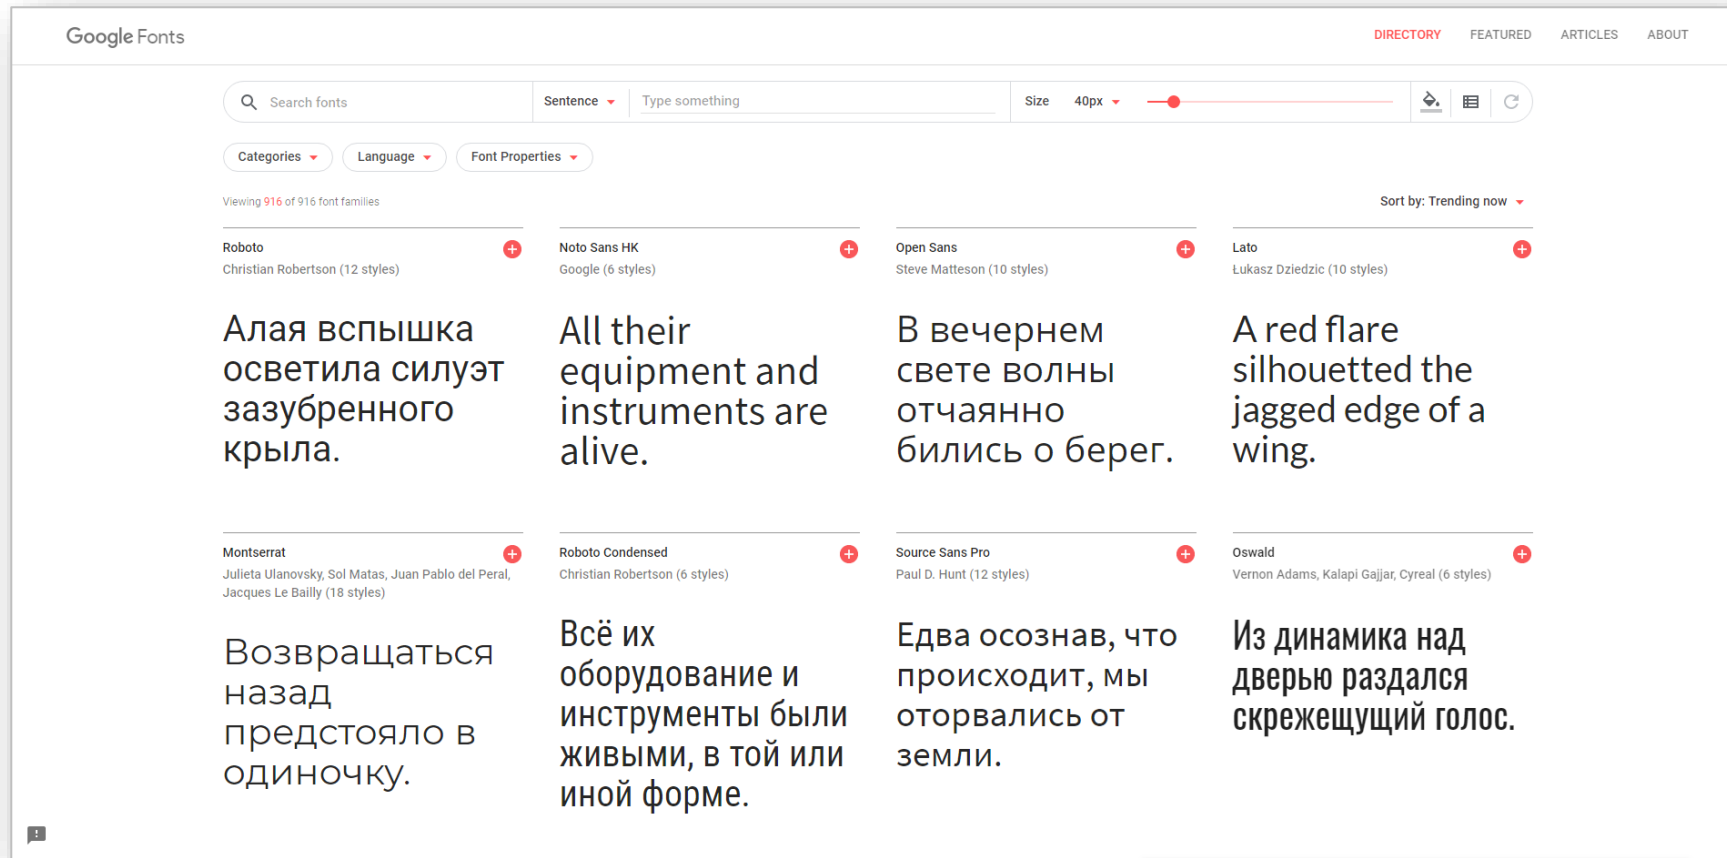 Google Fonts
DIRECTORY FEATURED ARTICLES ABOUT
Search fonts Sentence Type something Size 40px
Categories Language Font Properties
Viewing 916 of 916 font families
Sort by: Trending now
Roboto
Christian Robertson (12 styles)
Алая вспышка
осветила силуэт
зазубренного
крыла.
Noto Sans HK
Google (6 styles)
All their
equipment and
instruments are
alive.
Open Sans
Steve Matteson (10 styles)
В вечернем
свете волны
отчаянно
бились о берег.
Lato
Łukasz Dziedzic (10 styles)
A red flare
silhouetted the
jagged edge of a
wing.
Montserrat
Julieta Ulanovsky, Sol Matas, Juan Pablo del Peral,
Jacques Le Bailly (18 styles)
Возвращаться
назад
предстояло в
одиночку.
Roboto Condensed
Christian Robertson (6 styles)
Всё их
оборудование и
инструменты были
живыми, в той или
иной форме.
Source Sans Pro
Paul D. Hunt (12 styles)
Едва осознав, что
происходит, мы
оторвались от
земли.
Oswald
Vernon Adams, Kalapi Gajjar, Cyreal (6 styles)
Из динамика над
дверью раздался
скрежещущий голос.